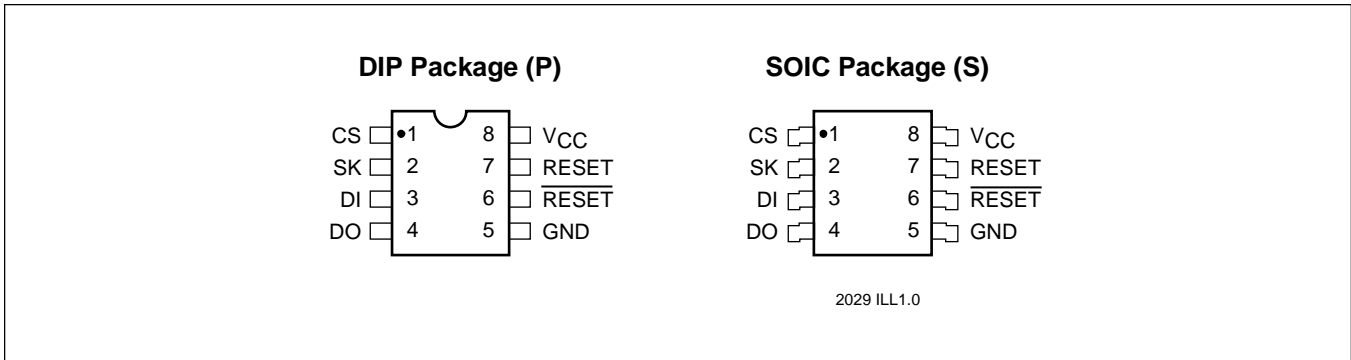 DIP Package (P)
CS 1 8 VCC
SK 2 7 RESET
DI 3 6 RESET
DO 4 5 GND
SOIC Package (S)
CS 1 8 VCC
SK 2 7 RESET
DI 3 6 RESET
DO 4 5 GND
2029 ILL1.0